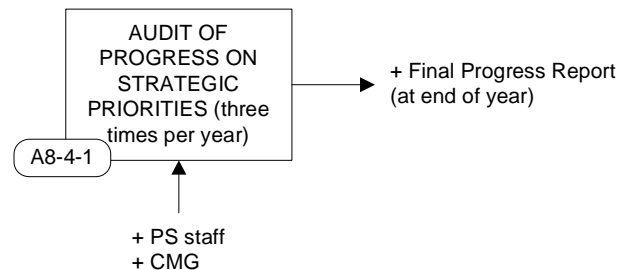 AUDIT OF
PROGRESS ON
STRATEGIC
PRIORITIES (three
times per year)
A8-4-1
+ Final Progress Report
(at end of year)
+ PS staff
+ CMG